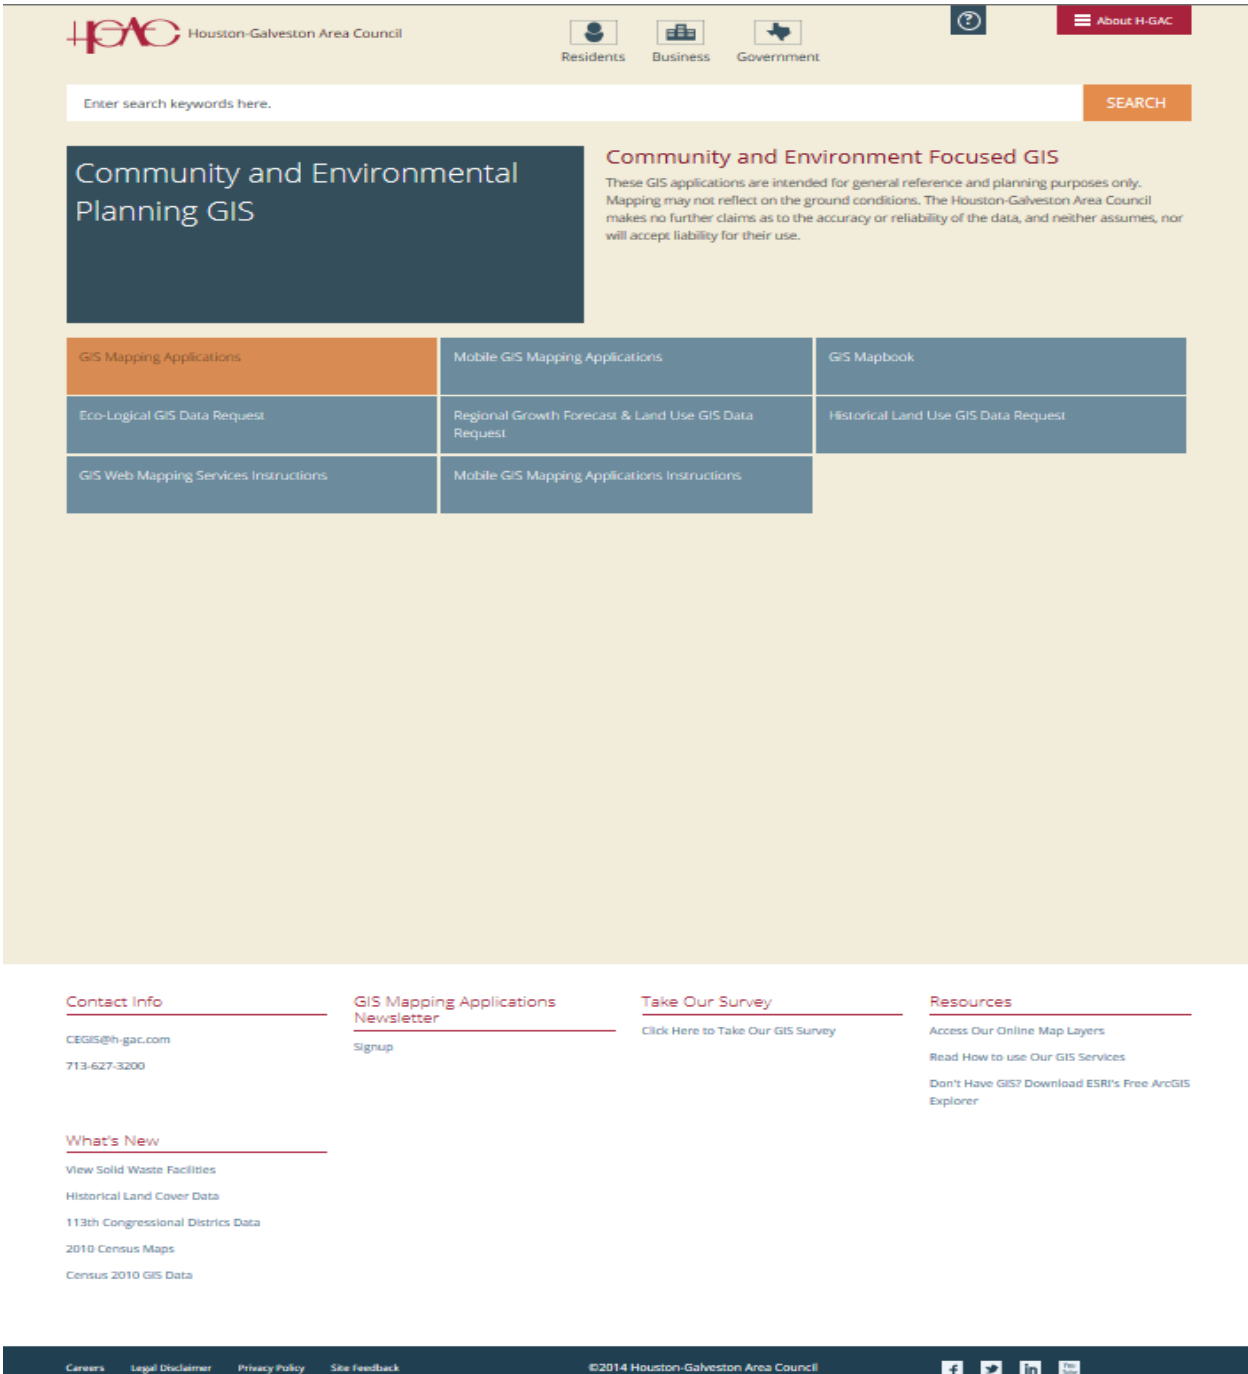 HGAC Houston-Galveston Area Council
Residents
Business
Government
?
About H-GAC
Enter search keywords here.
SEARCH
Community and Environmental
Planning GIS
Community and Environment Focused GIS
These GIS applications are intended for general reference and planning purposes only.
Mapping may not reflect on the ground conditions. The Houston-Galveston Area Council
makes no further claims as to the accuracy or reliability of the data, and neither assumes, nor
will accept liability for their use.
GIS Mapping Applications
Mobile GIS Mapping Applications
GIS Mapbook
Eco-Logical GIS Data Request
Regional Growth Forecast & Land Use GIS Data
Request
Historical Land Use GIS Data Request
GIS Web Mapping Services Instructions
Mobile GIS Mapping Applications Instructions
Contact Info
CEGIS@h-gac.com
713-627-3200
GIS Mapping Applications
Newsletter
Signup
Take Our Survey
Click Here to Take Our GIS Survey
Resources
Access Our Online Map Layers
Read How to use Our GIS Services
Don't Have GIS? Download ESRI's Free ArcGIS
Explorer
What's New
View Solid Waste Facilities
Historical Land Cover Data
113th Congressional Districs Data
2010 Census Maps
Census 2010 GIS Data
Careers
Legal Disclaimer
Privacy Policy
Site Feedback
©2014 Houston-Galveston Area Council
f
in